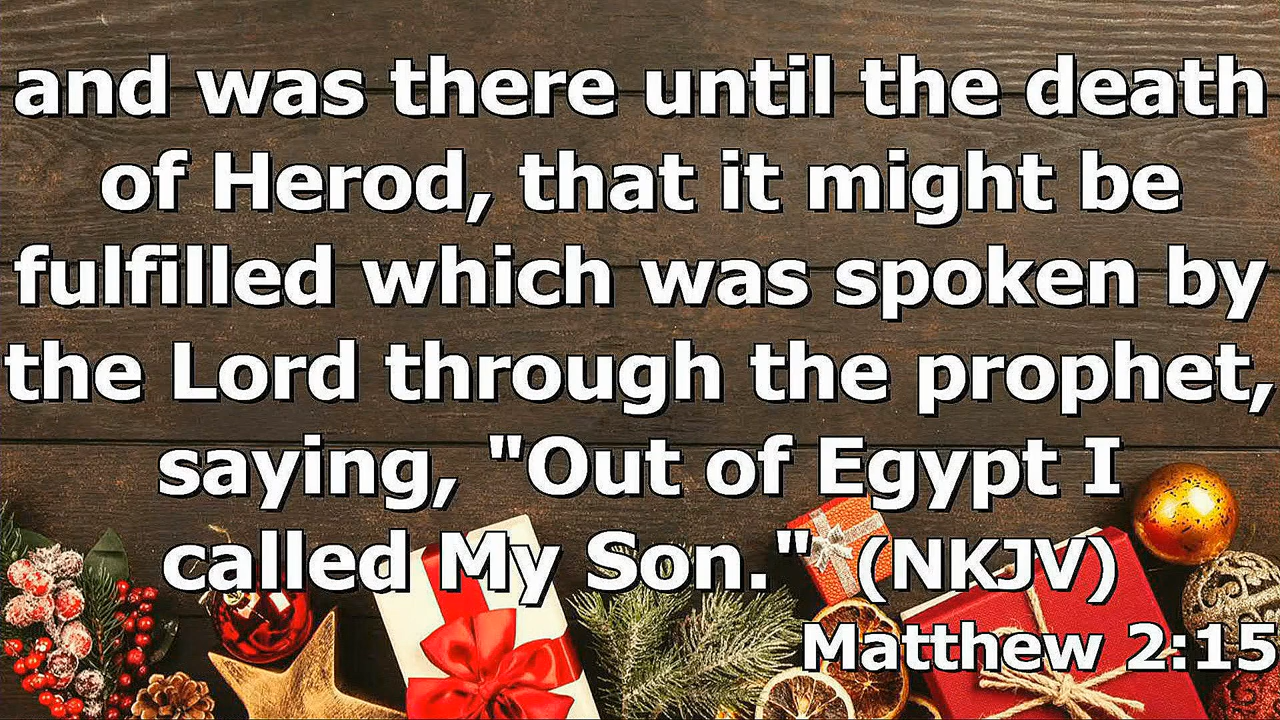 and was there until the death
of Herod, that it might be
fulfilled which was spoken by
the Lord through the prophet,
saying, "Out of Egypt I
called My Son." (NKJV)
Matthew 2:15